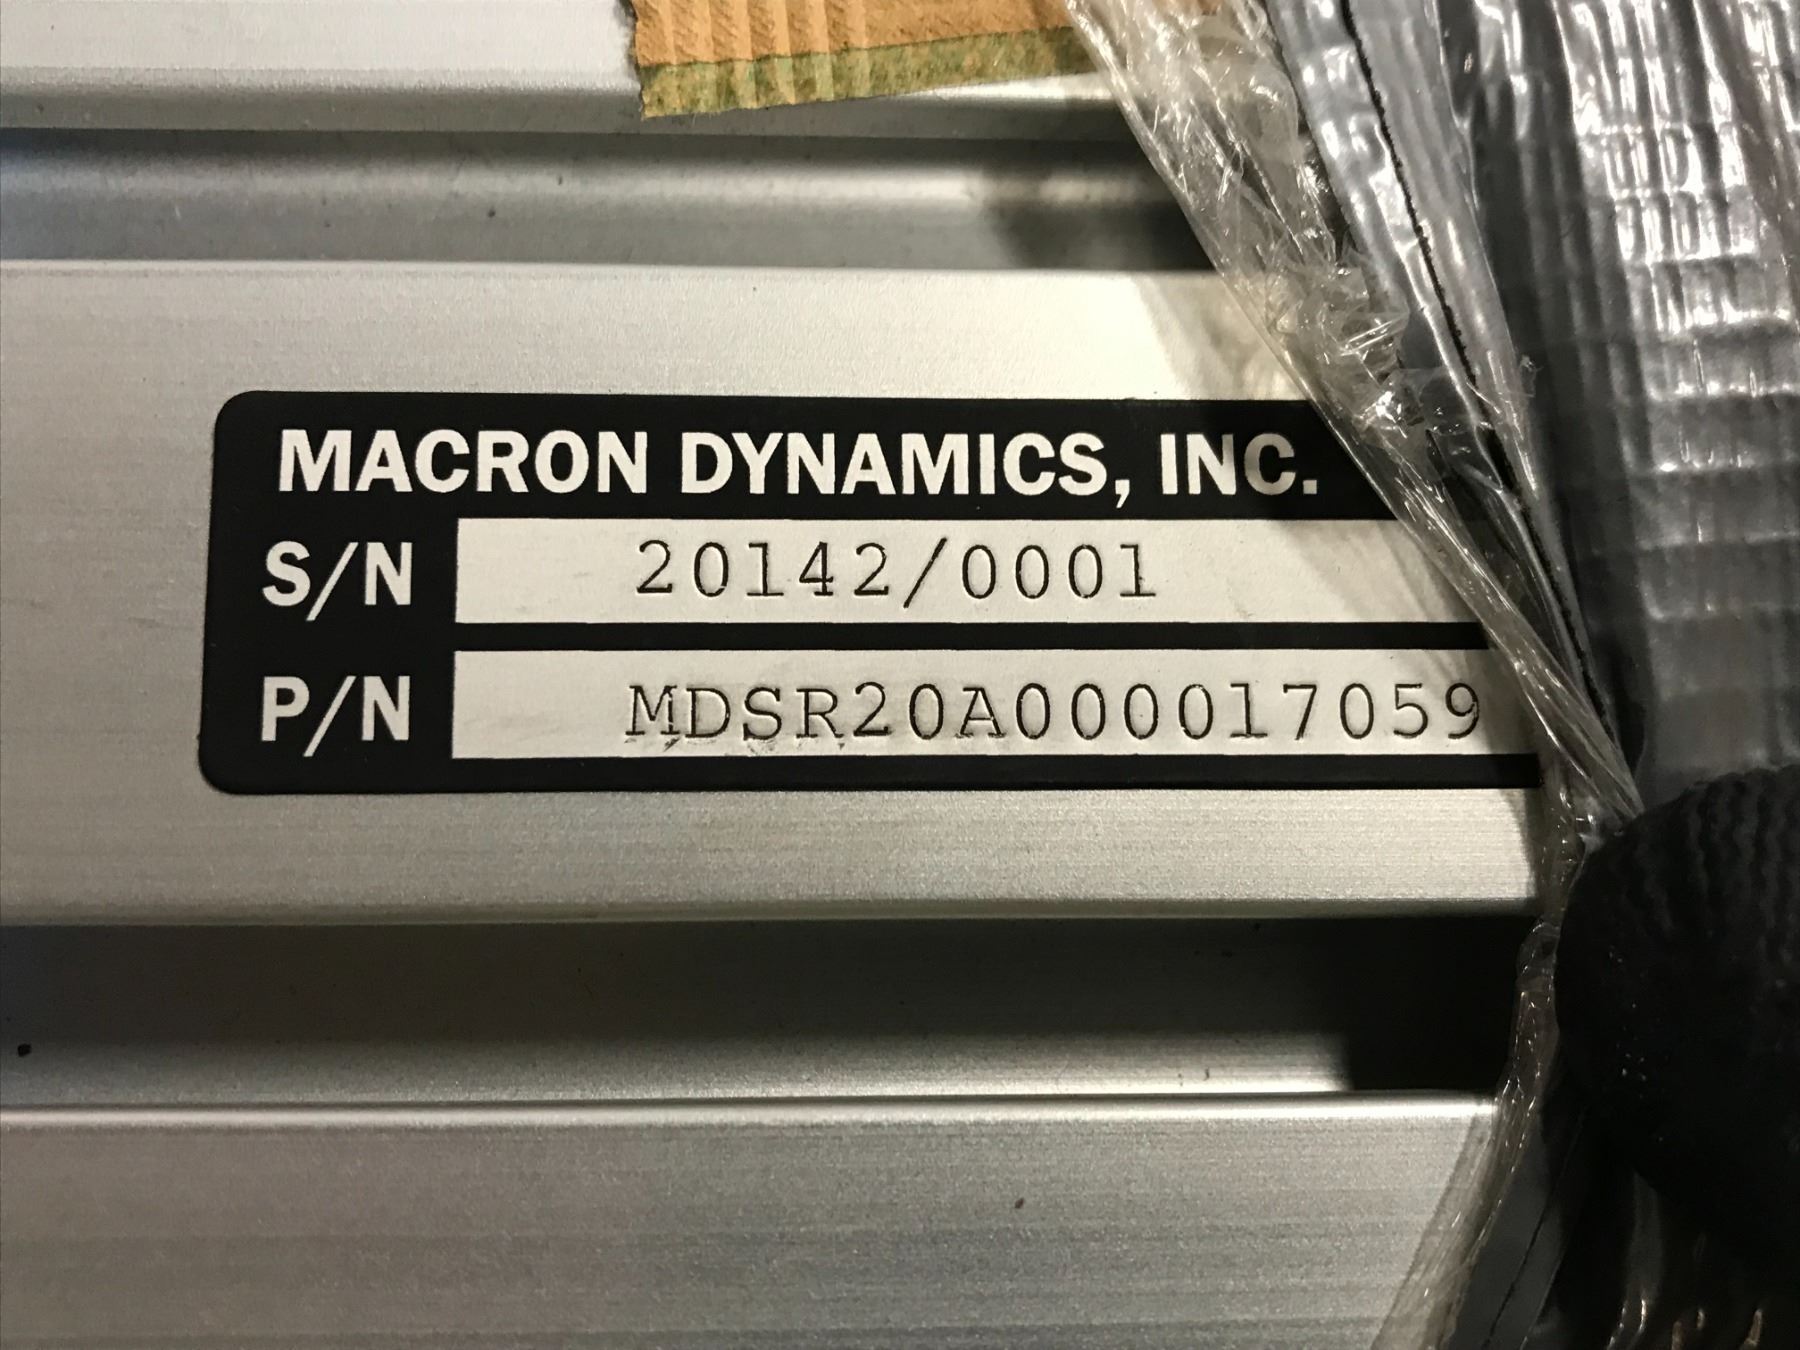 MACRON DYNAMICS, INC.
S/N 20142/0001
P/N MDSR20A000017059